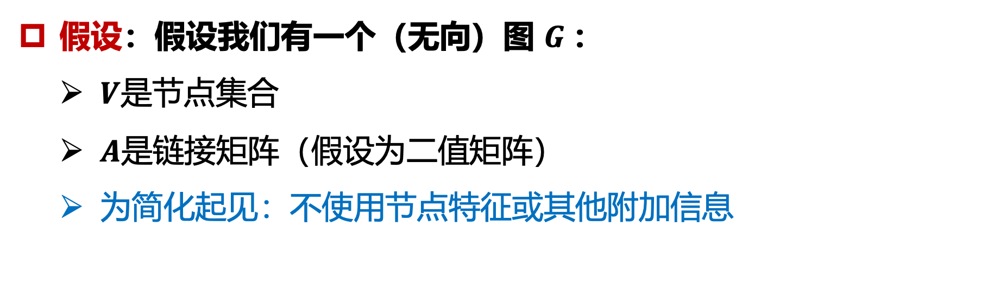 假设：假设我们有一个（无向）图 G：
V是节点集合
A是链接矩阵（假设为二值矩阵）
为简化起见：不使用节点特征或其他附加信息